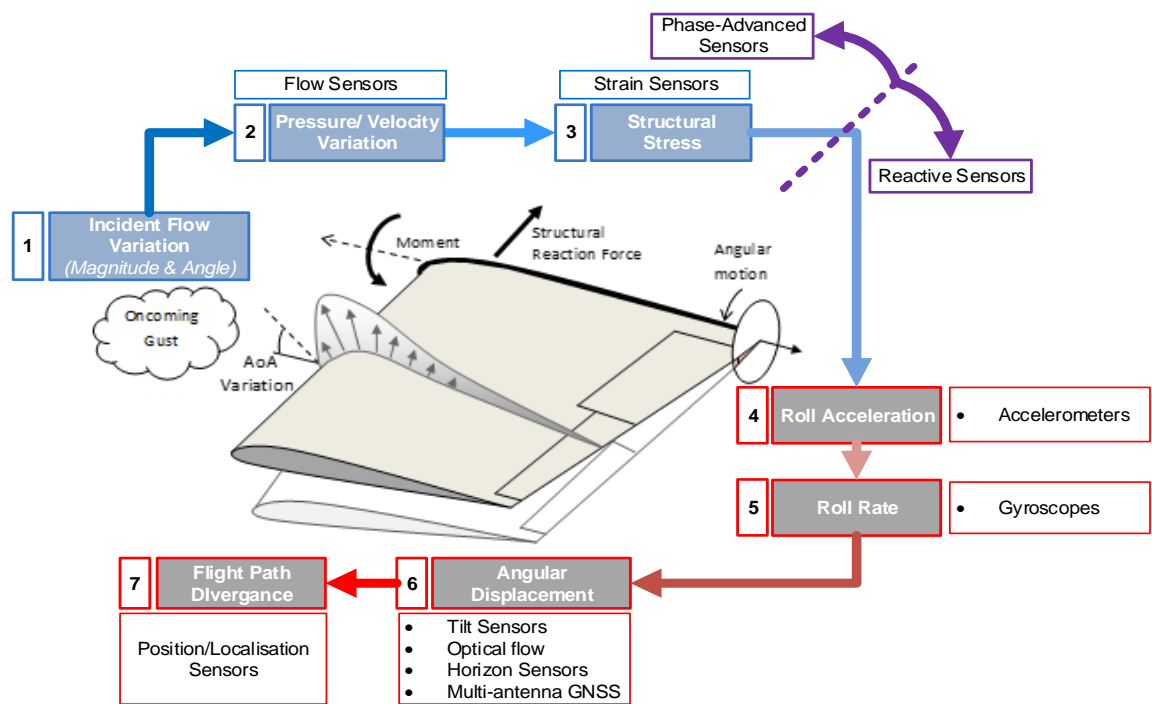 Phase-Advanced
Sensors
Flow Sensors
Strain Sensors
2
Pressure/ Velocity
Variation
3
Structural
Stress
Reactive Sensors
1
Incident Flow
Variation
(Magnitude & Angle)
Moment
Structural
Reaction Force
Angular
motion
Oncoming
Gust
AoA
Variation
4
Roll Acceleration
• Accelerometers
5
Roll Rate
• Gyroscopes
7
Flight Path
DIvergance
6
Angular
Displacement
Position/Localisation
Sensors
• Tilt Sensors
• Optical flow
• Horizon Sensors
• Multi-antenna GNSS